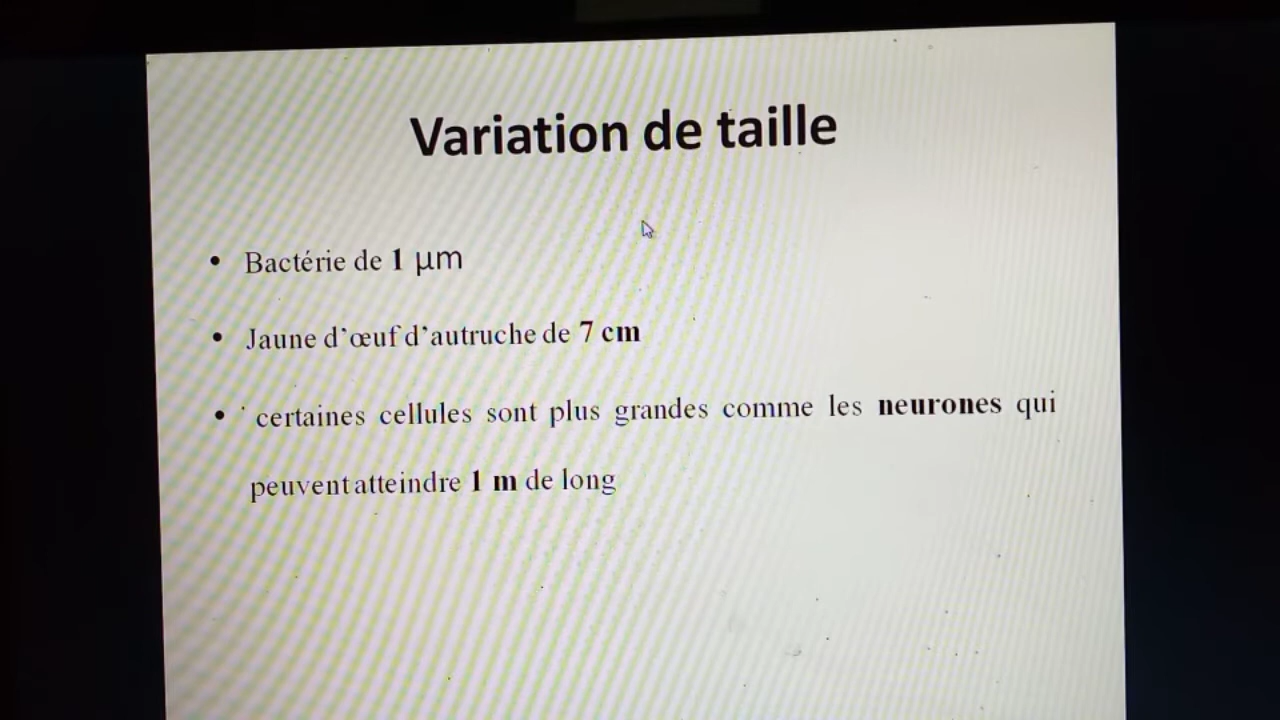 Variation de taille
• Bactérie de 1 µm
• Jaune d’œuf d’autruche de 7 cm
• certaines cellules sont plus grandes comme les neurones qui
peuvent atteindre 1 m de long